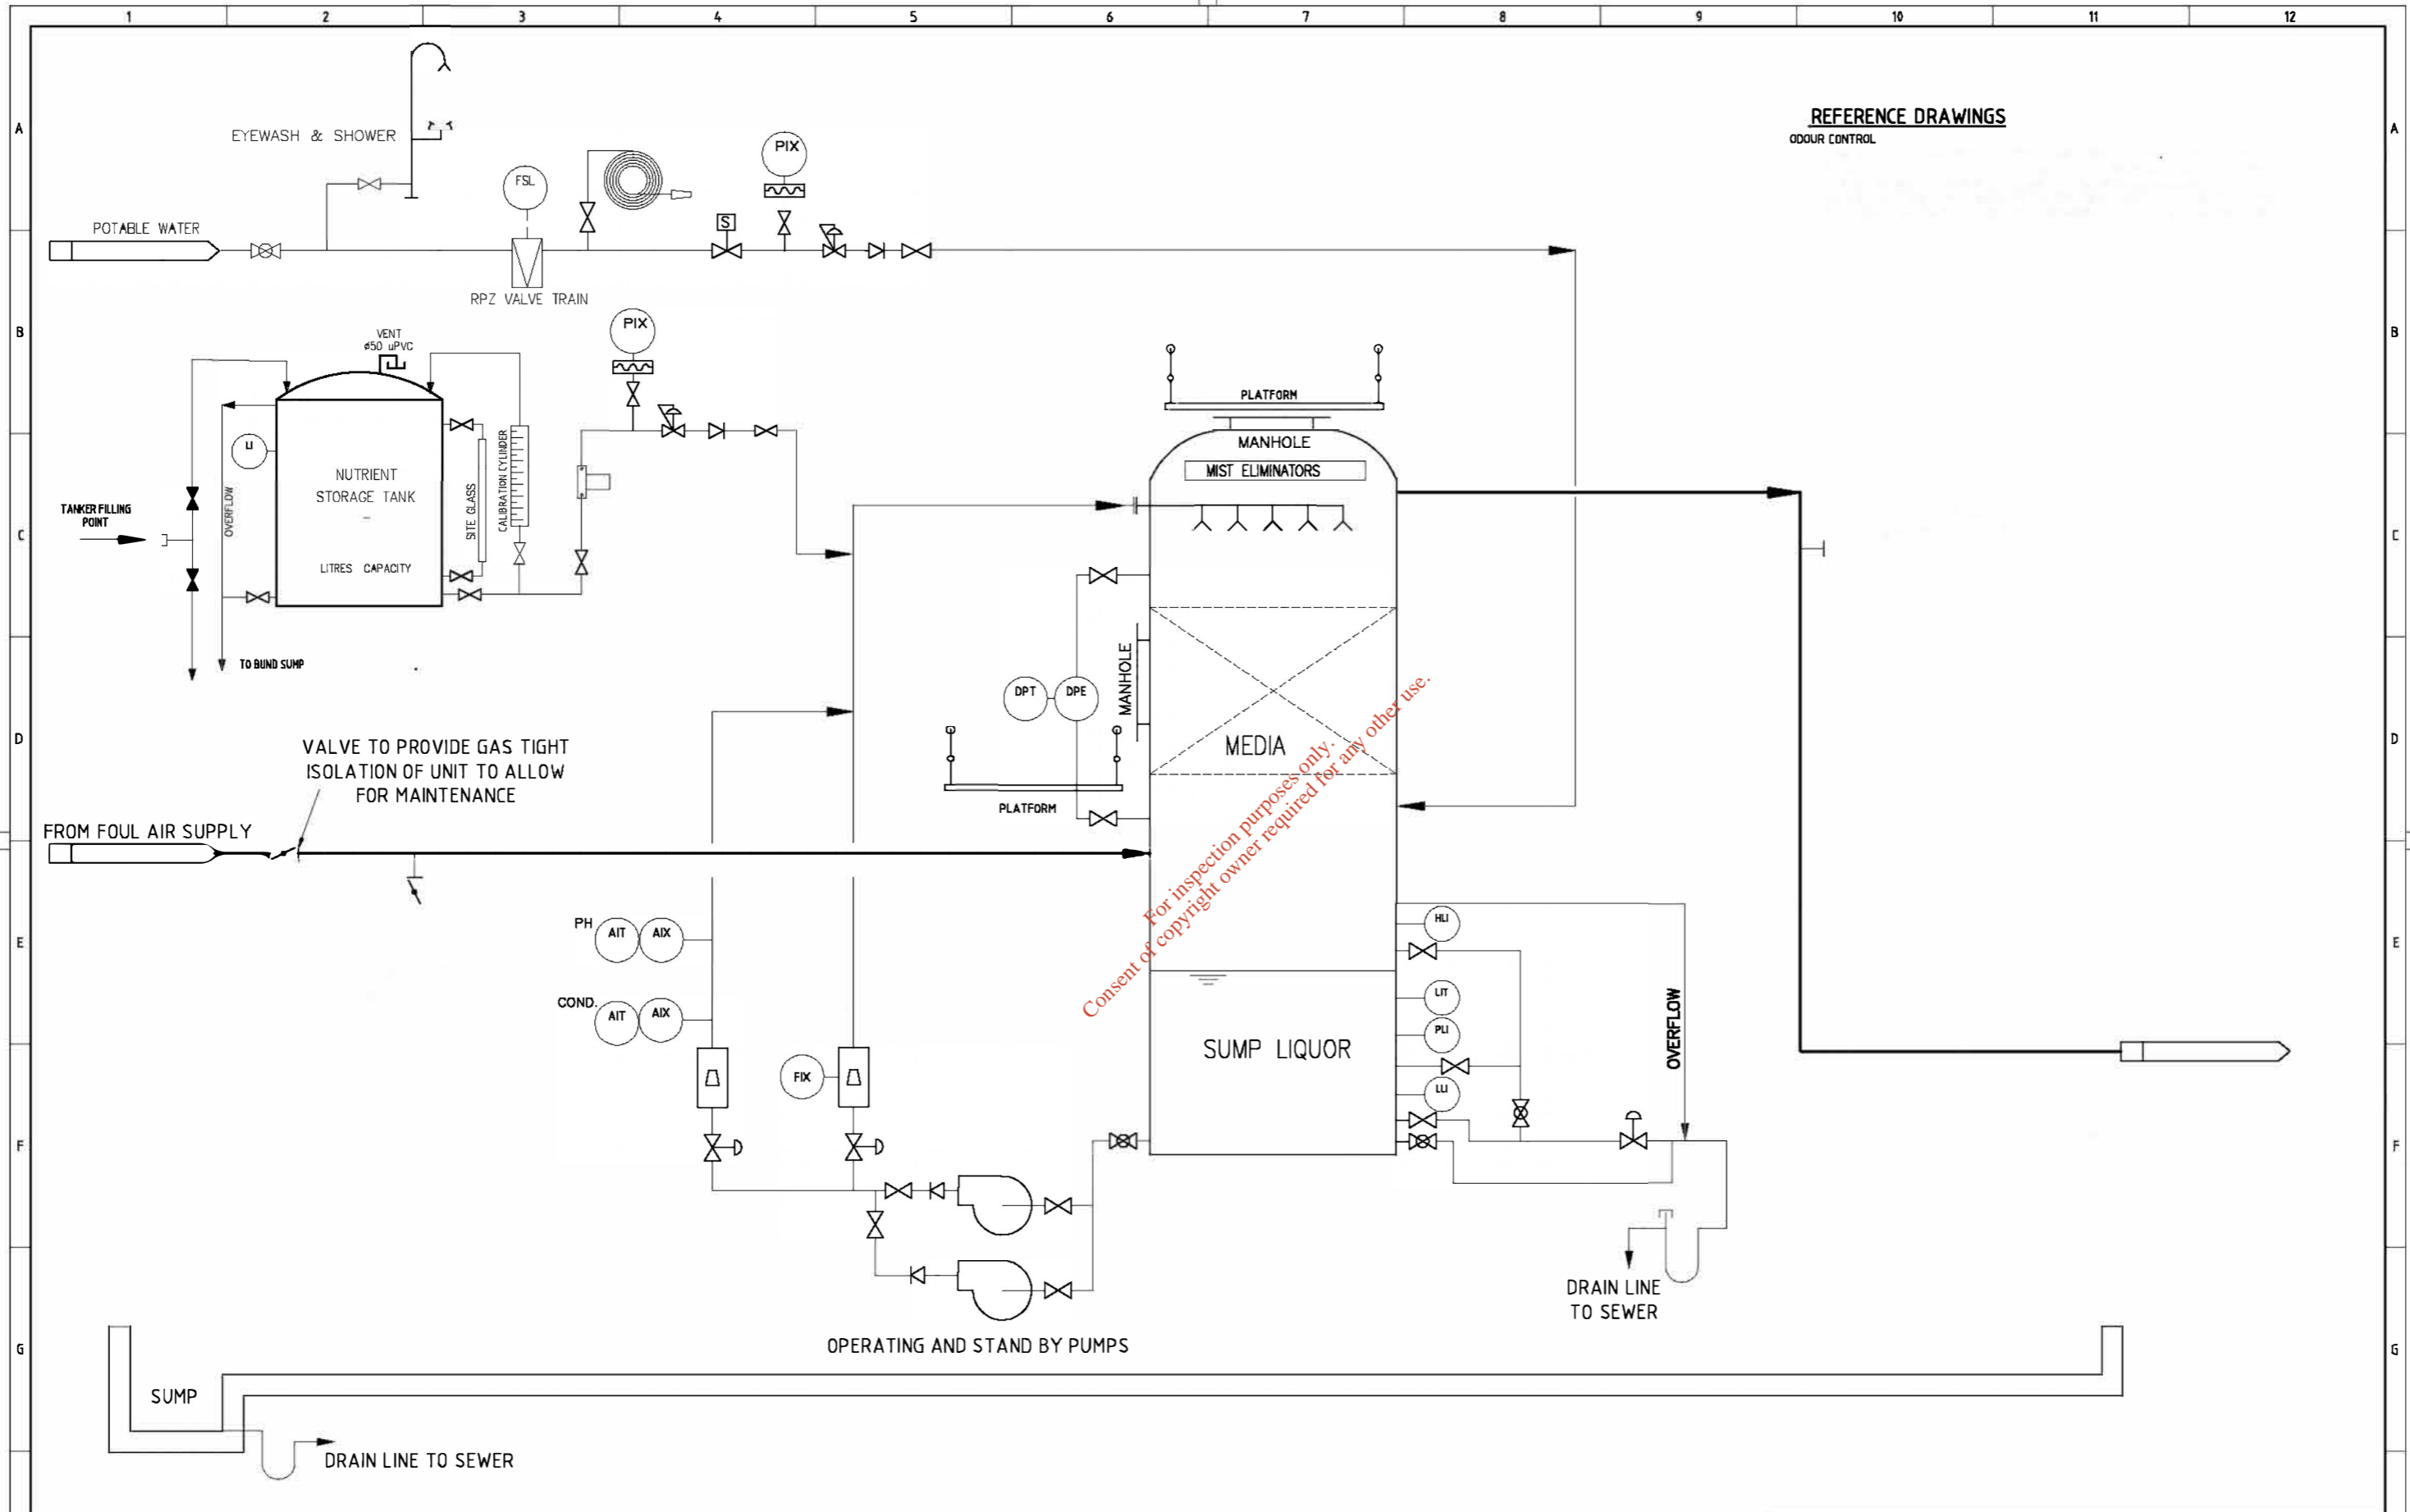 1 2 3 4 5 6 7 8 9 10 11 12
A
A
B
B
C
C
D
D
E
E
F
F
G
G
REFERENCE DRAWINGS
ODOUR CONTROL
EYEWASH & SHOWER
PIX
FSL
S
POTABLE WATER
RPZ VALVE TRAIN
VENT
ø50 uPVC
PIX
LI
OVERFLOW
NUTRIENT
STORAGE TANK
–
LITRES CAPACITY
SITE GLASS
CALIBRATION CYLINDER
TANKER FILLING
POINT
TO BUND SUMP
PLATFORM
MANHOLE
MIST ELIMINATORS
MANHOLE
DPT
DPE
MEDIA
PLATFORM
VALVE TO PROVIDE GAS TIGHT
ISOLATION OF UNIT TO ALLOW
FOR MAINTENANCE
FROM FOUL AIR SUPPLY
For inspection purposes only.
Consent of copyright owner required for any other use.
PH
AIT
AIX
COND.
AIT
AIX
FIX
HLI
LIT
PLI
LLI
SUMP LIQUOR
OVERFLOW
DRAIN LINE
TO SEWER
OPERATING AND STAND BY PUMPS
SUMP
DRAIN LINE TO SEWER